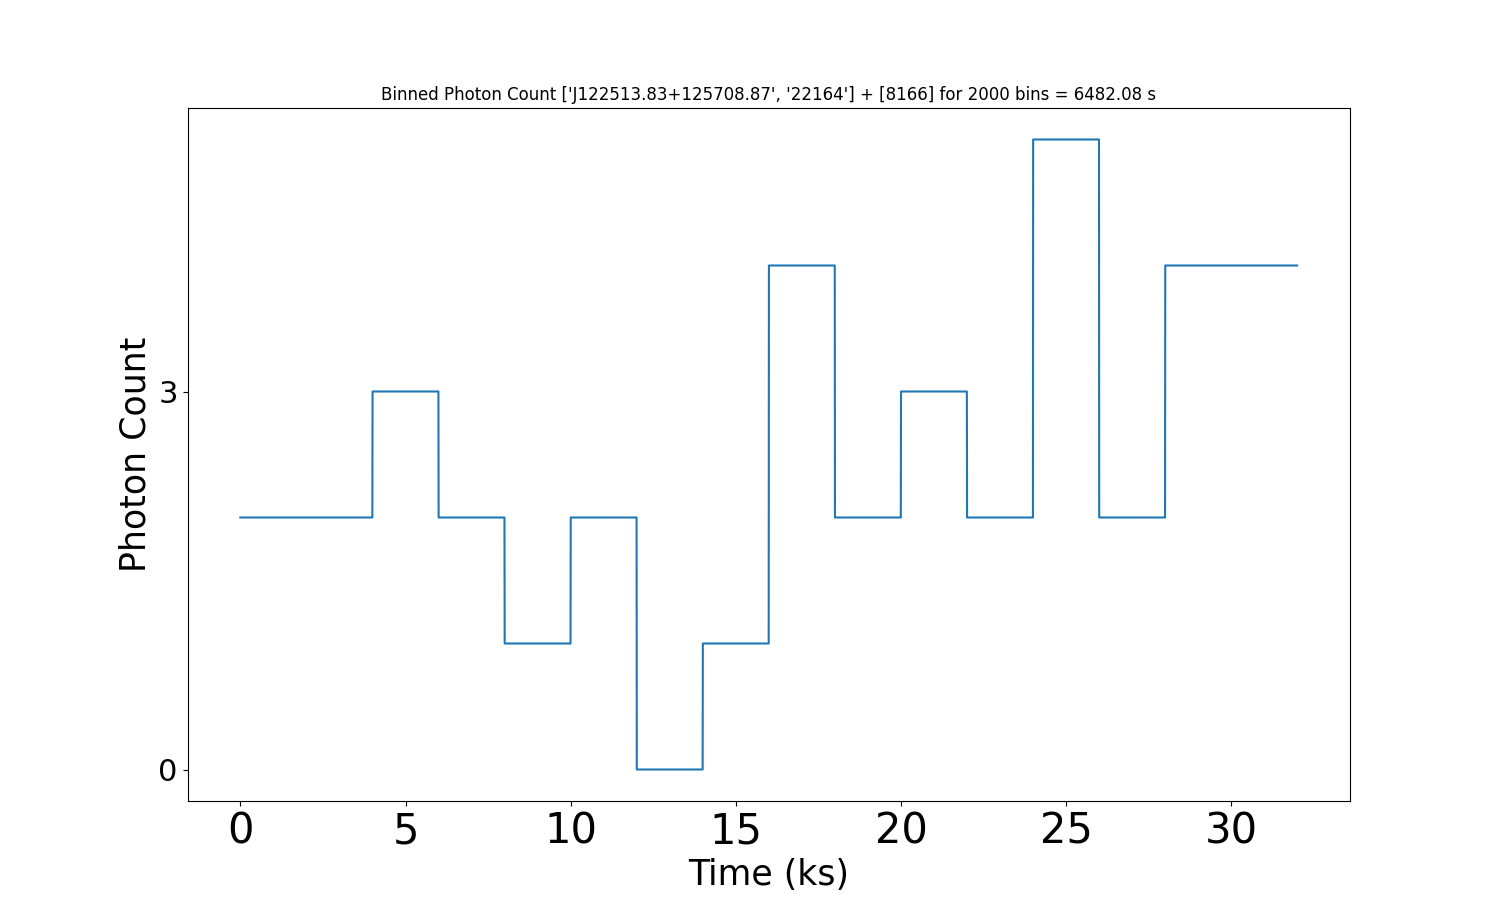 Binned Photon Count ['J122513.83+125708.87', '22164'] + [8166] for 2000 bins = 6482.08 s
Photon Count
3
0
0 5 10 15 20 25 30
Time (ks)